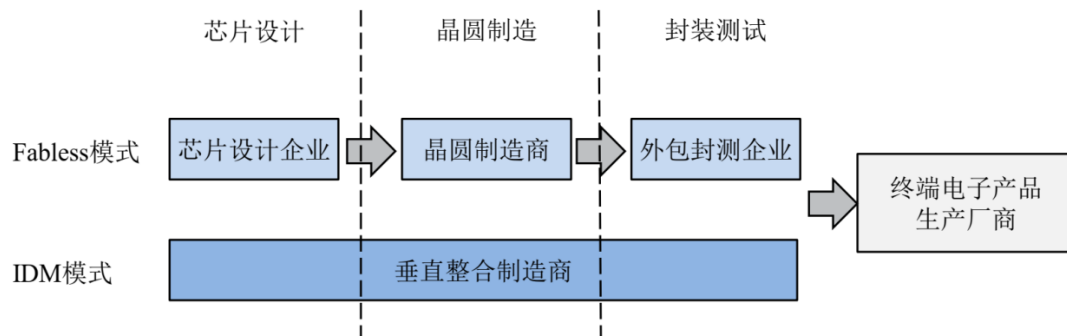 芯片设计 晶圆制造 封装测试
Fabless模式 芯片设计企业 晶圆制造商 外包封测企业
终端电子产品
生产厂商
IDM模式 垂直整合制造商